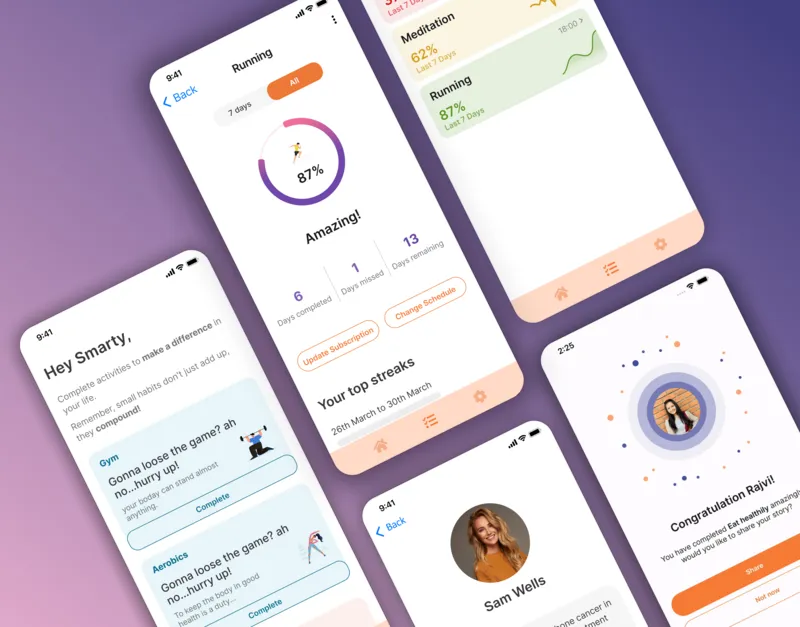 9:41
Back
Running
7 days
All
87%
Amazing!
6
Days completed
1
Days missed
13
Days remaining
Update Subscription
Change Schedule
Your top streaks
26th March to 30th March
Last 7 Days
Meditation
62%
Last 7 Days
18:00
Running
87%
Last 7 Days
9:41
Hey Smarty,
Complete activities to make a difference in
your life.
Remember, small habits don't just add up,
they compound!
Gym
Gonna loose the game? ah
no...hurry up!
your boday can stand almost
anything.
Complete
Aerobics
Gonna loose the game? ah
no...hurry up!
To keep the body in good
health is a duty...
Complete
9:41
Back
Sam Wells
bone cancer in
2:25
Congratulation Rajvi!
You have completed Eat healhily amazingly
would you like to share your story?
Share
Not now